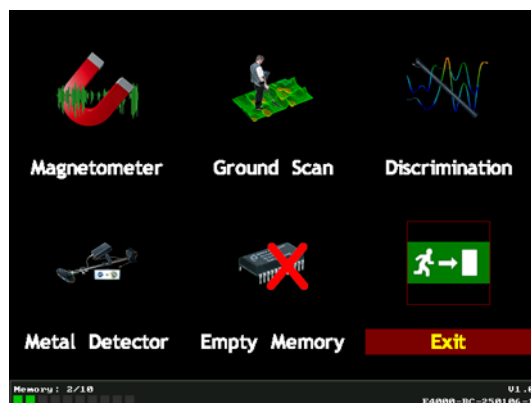 Magnetometer
Ground Scan
Discrimination
Metal Detector
Empty Memory
Exit
Memory: 2/10